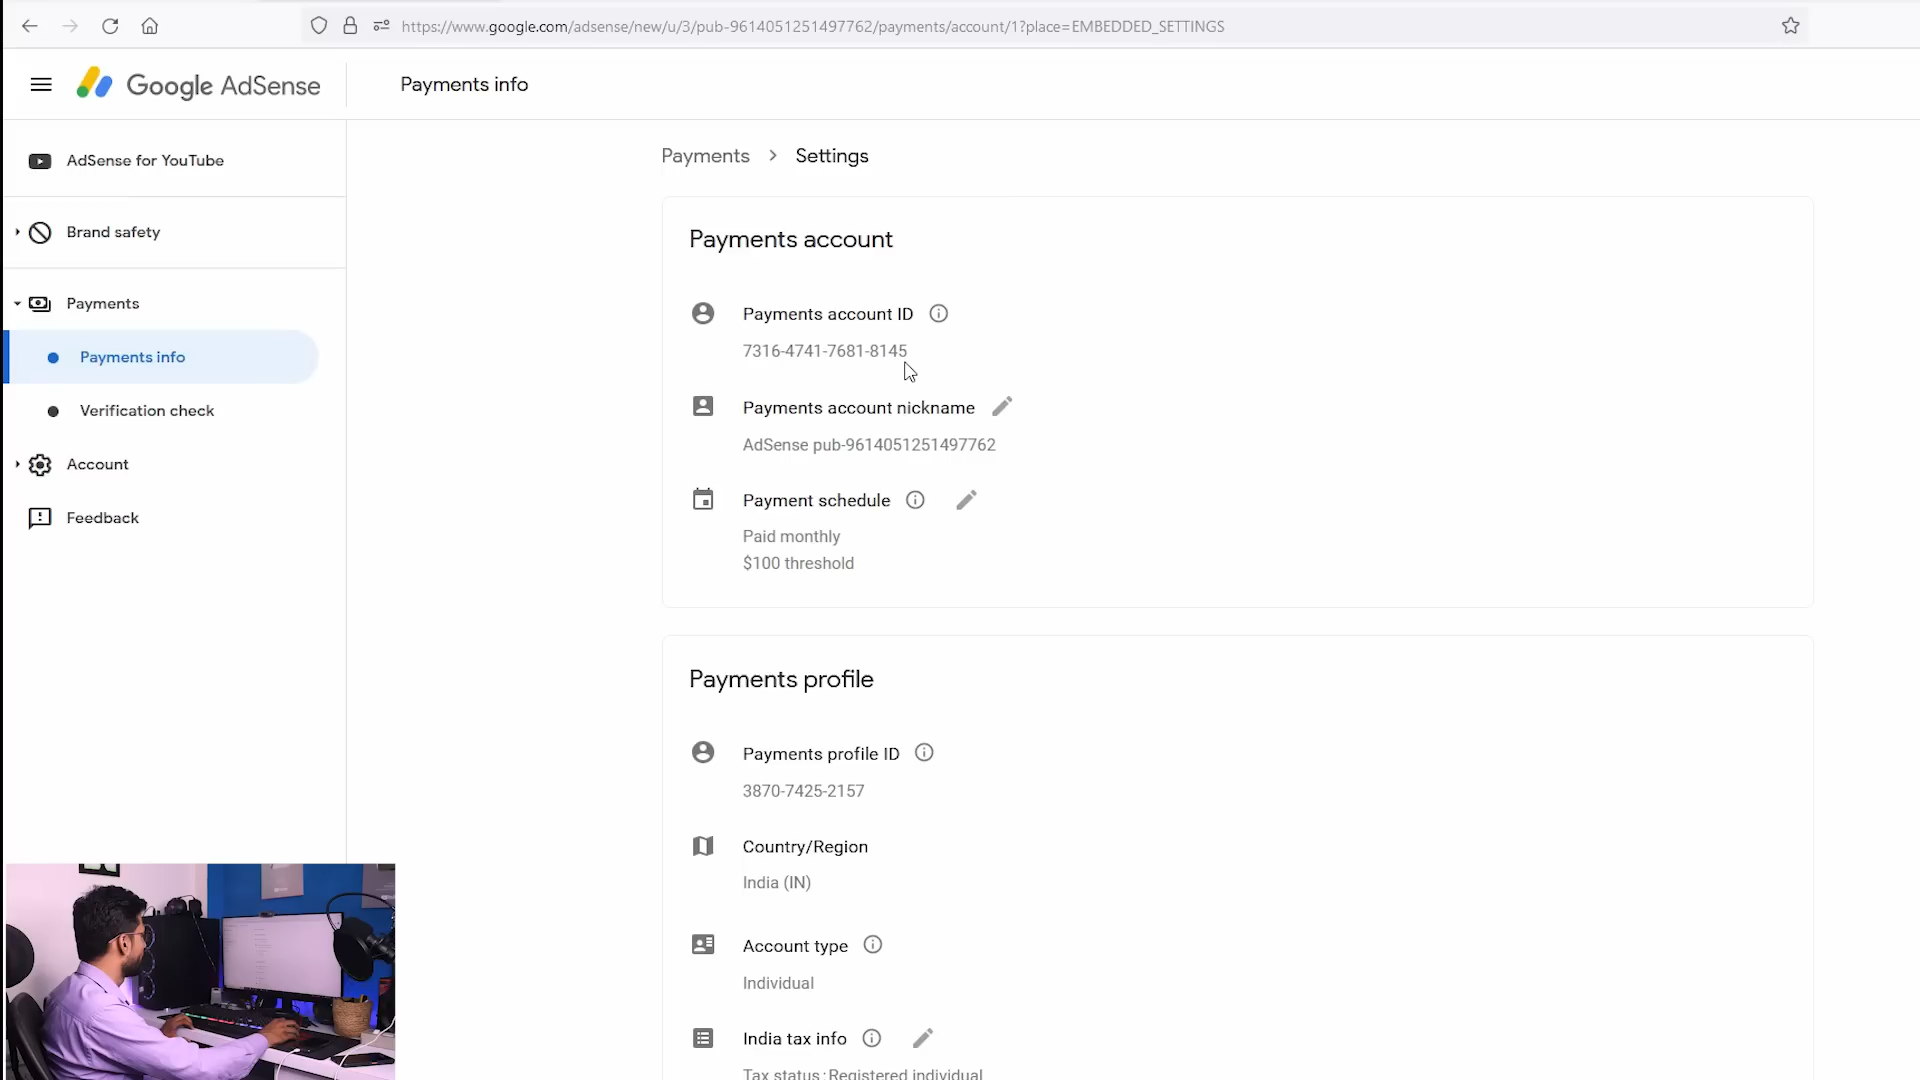 https://www.google.com/adsense/new/u/3/pub-9614051251497762/payments/account/1?place=EMBEDDED_SETTINGS
Google AdSense
Payments info
AdSense for YouTube
Brand safety
Payments
Payments info
Verification check
Account
Feedback
Payments > Settings
Payments account
Payments account ID
7316-4741-7681-8145
Payments account nickname
AdSense pub-9614051251497762
Payment schedule
Paid monthly
$100 threshold
Payments profile
Payments profile ID
3870-7425-2157
Country/Region
India (IN)
Account type
Individual
India tax info
Tax status: Registered individual